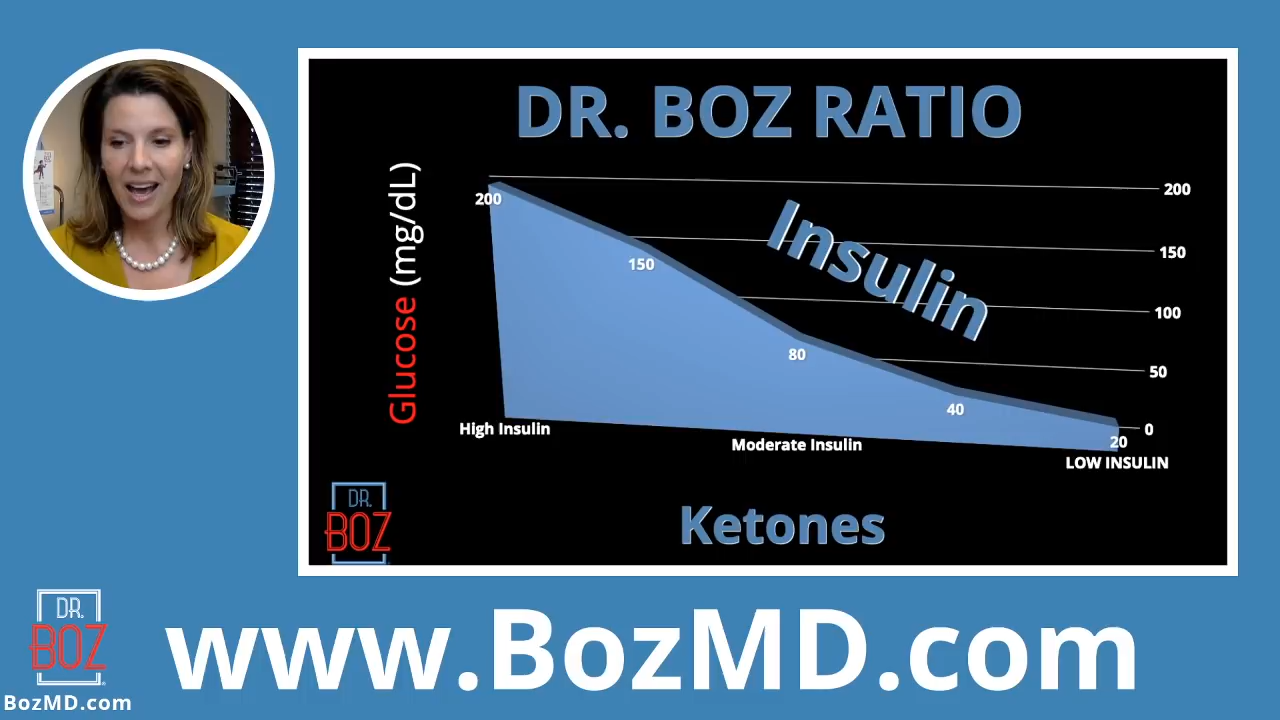 DR. BOZ RATIO
Glucose (mg/dL)
Insulin
200
150
100
50
0
200
150
80
40
20
High Insulin
Moderate Insulin
LOW INSULIN
Ketones
DR.
BOZ
DR.
BOZ
BozMD.com
www.BozMD.com